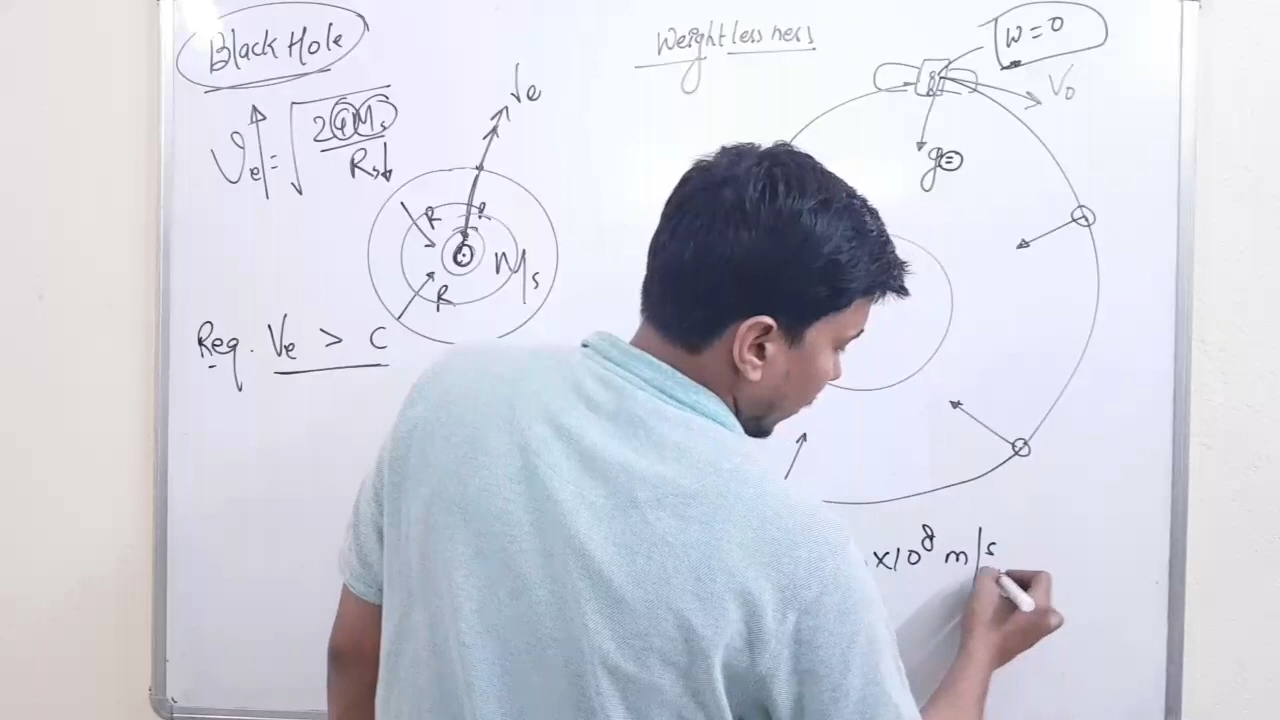 Black Hole
Ve = √2GMs/Rs
Ve
R
R
R
Ms
Req. Ve > C
Weightlessness
W = 0
V₀
g =
×10⁸ m/s